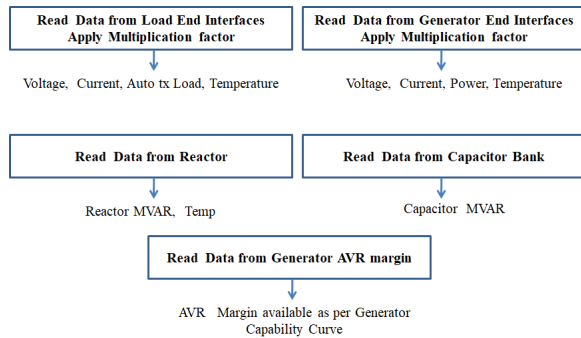 Read Data from Load End Interfaces
Apply Multiplication factor
Read Data from Generator End Interfaces
Apply Multiplication factor
Voltage, Current, Auto tx Load, Temperature
Voltage, Current, Power, Temperature
Read Data from Reactor
Read Data from Capacitor Bank
Reactor MVAR, Temp
Capacitor MVAR
Read Data from Generator AVR margin
AVR Margin available as per Generator
Capability Curve